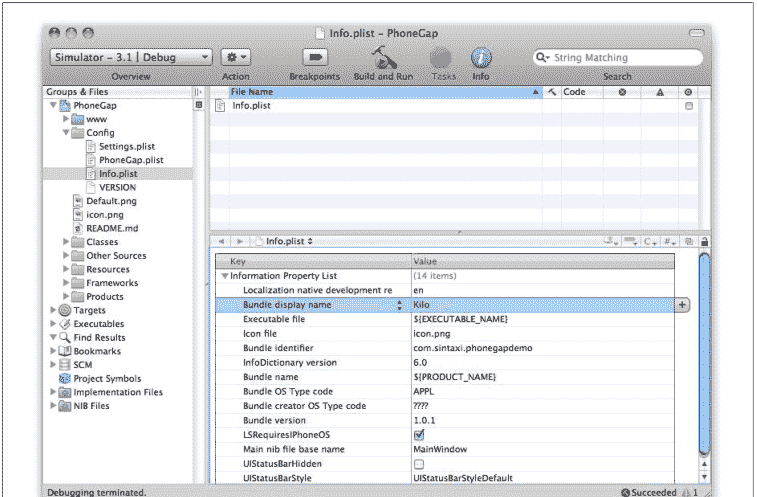 Info.plist – PhoneGap
Simulator - 3.1 | Debug
String Matching
Overview Action Breakpoints Build and Run Tasks Info Search
Groups & Files
PhoneGap
www
Config
Settings.plist
PhoneGap.plist
Info.plist
VERSION
Default.png
icon.png
README.md
Classes
Other Sources
Resources
Frameworks
Products
Targets
Executables
Find Results
Bookmarks
SCM
Project Symbols
Implementation Files
NIB Files
File Name Code
Info.plist
Info.plist C #
Key Value
Information Property List (14 items)
Localization native development re en
Bundle display name Kilo
Executable file ${EXECUTABLE_NAME}
Icon file icon.png
Bundle identifier com.sintaxi.phonegapdemo
InfoDictionary version 6.0
Bundle name ${PRODUCT_NAME}
Bundle OS Type code APPL
Bundle creator OS Type code ????
Bundle version 1.0.1
LSRequiresIPhoneOS
Main nib file base name MainWindow
UIStatusBarHidden
UIStatusBarStyle UIStatusBarStyleDefault
Debugging terminated. Succeeded 1